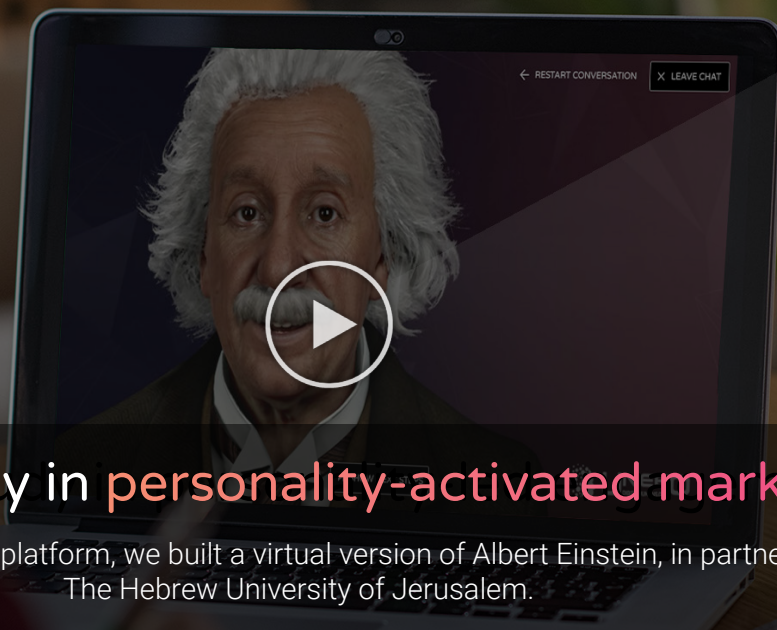 ← RESTART CONVERSATION
X LEAVE CHAT
y in personality-activated mark
platform, we built a virtual version of Albert Einstein, in partne
The Hebrew University of Jerusalem.